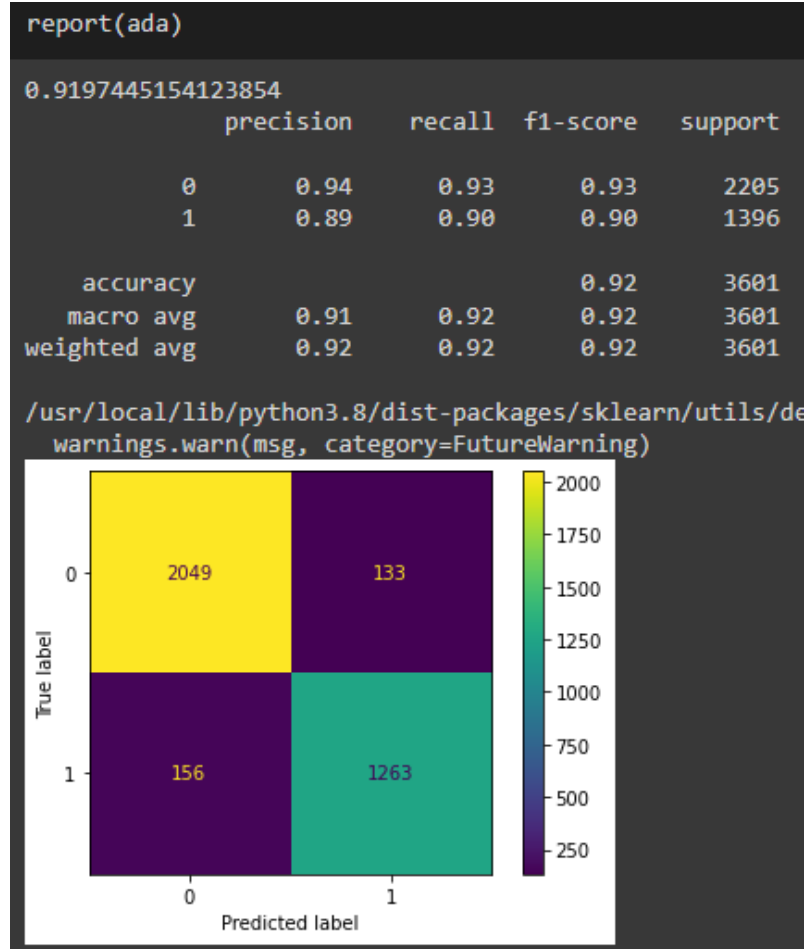 report(ada)
0.9197445154123854
precision recall f1-score support
0 0.94 0.93 0.93 2205
1 0.89 0.90 0.90 1396
accuracy 0.92 3601
macro avg 0.91 0.92 0.92 3601
weighted avg 0.92 0.92 0.92 3601
/usr/local/lib/python3.8/dist-packages/sklearn/utils/de
warnings.warn(msg, category=FutureWarning)
2000
1750
0 2049 133
1500
1250
True label
1000
1 156 1263
750
500
250
0 1
Predicted label